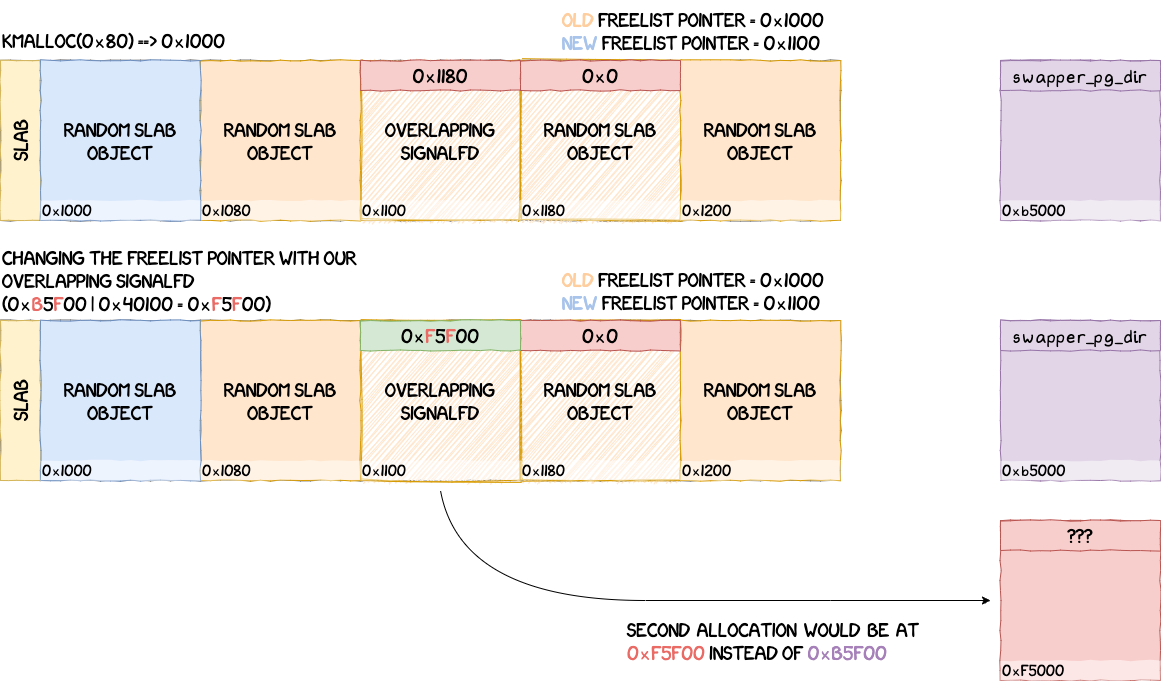 KMALLOC(0x80) --> 0x1000
OLD FREELIST POINTER = 0x1000
NEW FREELIST POINTER = 0x1100
SLAB
RANDOM SLAB
OBJECT
0x1000
RANDOM SLAB
OBJECT
0x1080
0x1180
OVERLAPPING
SIGNALFD
0x1100
0x0
RANDOM SLAB
OBJECT
0x1180
RANDOM SLAB
OBJECT
0x1200
swapper_pg_dir
0xb5000
CHANGING THE FREELIST POINTER WITH OUR
OVERLAPPING SIGNALFD
(0xB5F00 | 0x40100 = 0xF5F00)
OLD FREELIST POINTER = 0x1000
NEW FREELIST POINTER = 0x1100
SLAB
RANDOM SLAB
OBJECT
0x1000
RANDOM SLAB
OBJECT
0x1080
0xF5F00
OVERLAPPING
SIGNALFD
0x1100
0x0
RANDOM SLAB
OBJECT
0x1180
RANDOM SLAB
OBJECT
0x1200
swapper_pg_dir
0xb5000
???
0xF5000
SECOND ALLOCATION WOULD BE AT
0xF5F00 INSTEAD OF 0xB5F00